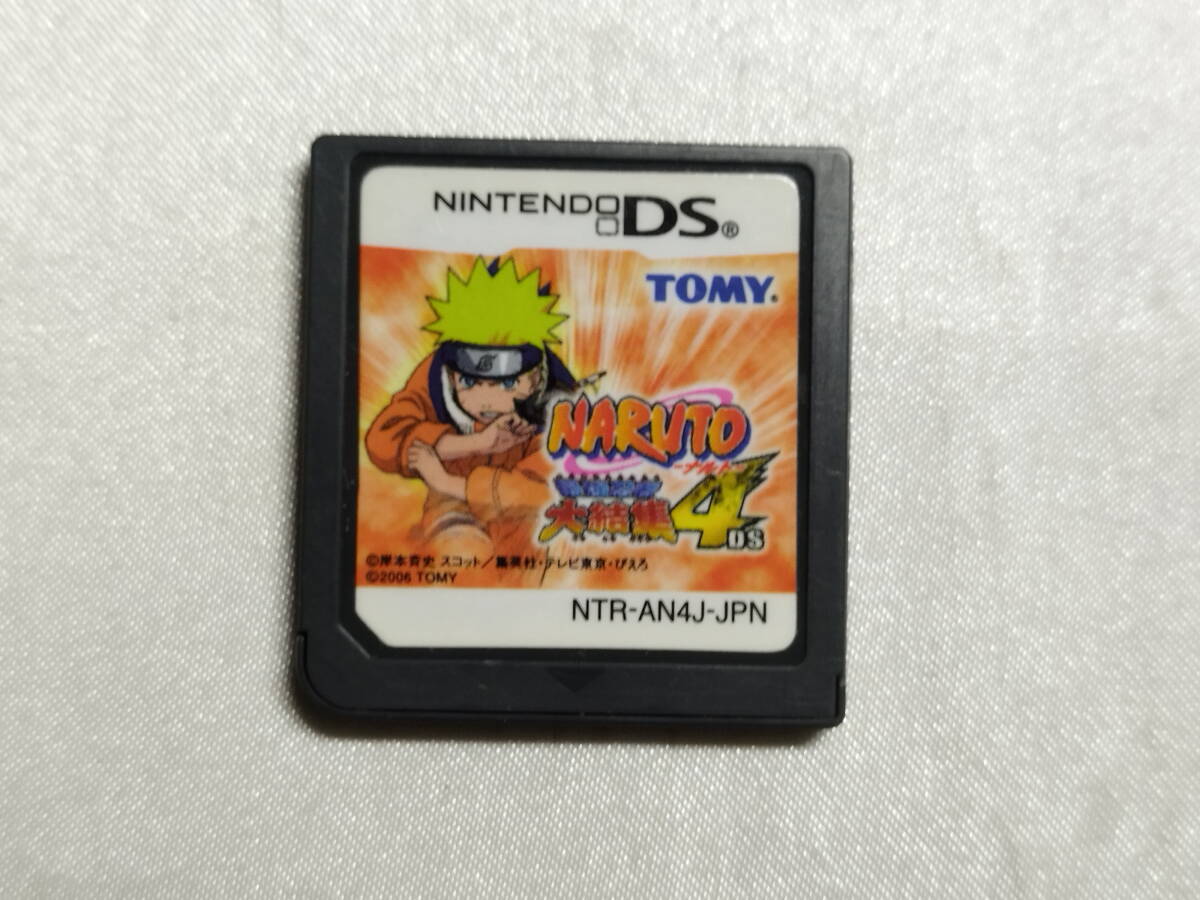 NINTENDO DS®
TOMY®
NARUTO
-ナルト-
大結集4
DS
©岸本斉史 スコット／集英社・テレビ東京・ぴえろ
©2006 TOMY
NTR-AN4J-JPN